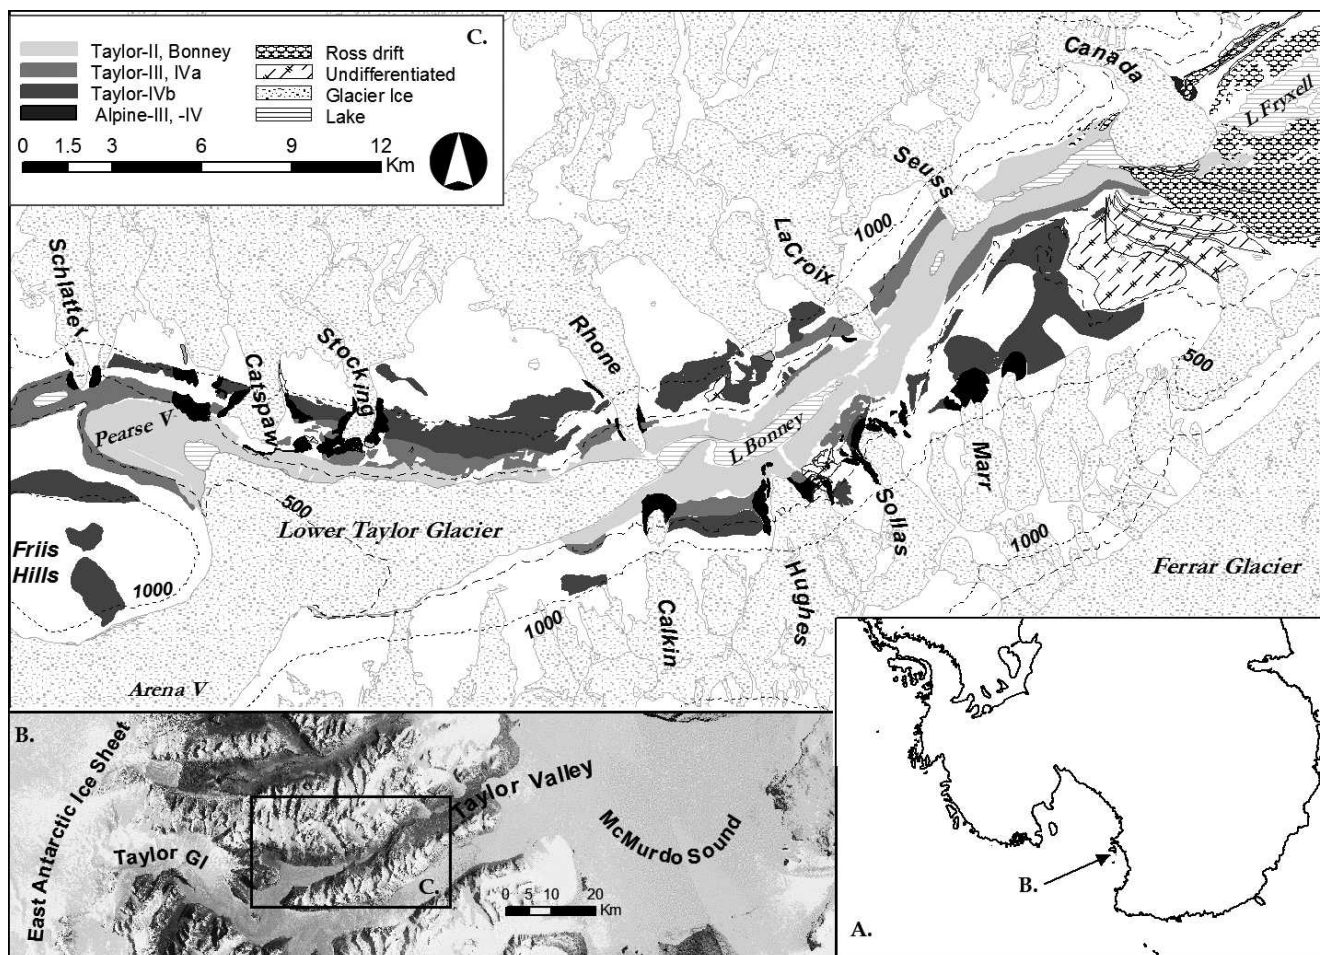 C.
Taylor-II, Bonney
Taylor-III, IVa
Taylor-IVb
Alpine-III, -IV
Ross drift
Undifferentiated
Glacier Ice
Lake
0 1.5 3 6 9 12
Km
Canada
L Fryxell
Seuss
1000
LaCroix
Schlatter
Rhone
Stocking
Catspaw
500
Pearse V
L Bonney
Marr
500
Lower Taylor Glacier
Sollas
Friis
Hills
1000
1000
Ferrar Glacier
Hughes
Calkin
1000
Arena V
B.
East Antarctic Ice Sheet
Taylor Valley
McMurdo Sound
Taylor Gl
C.
0 5 10 20
Km
B.
A.